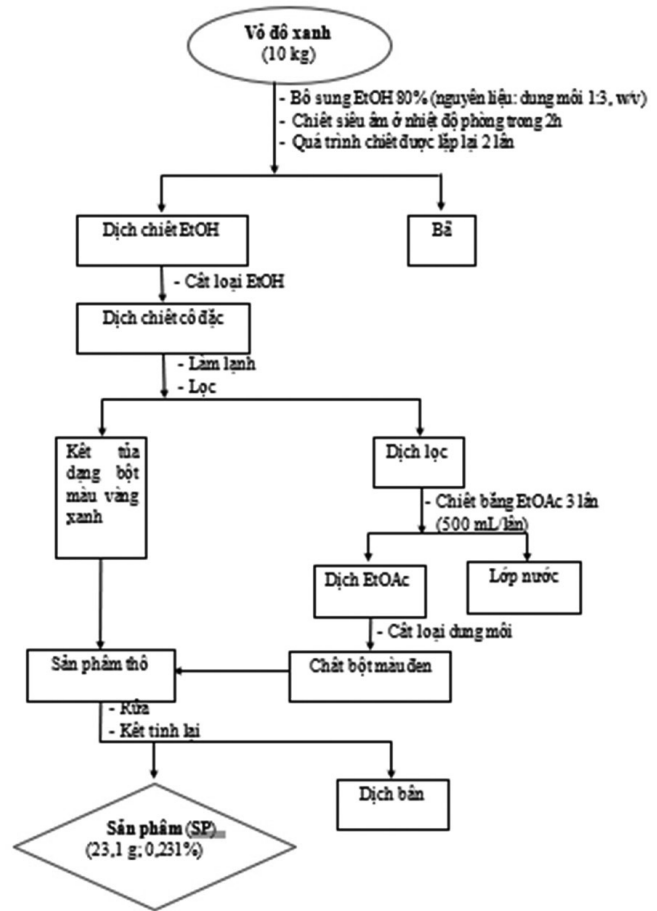 Vỏ đỗ xanh
(10 kg)
- Bổ sung EtOH 80% (nguyên liệu: dung môi 1:3, w/v)
- Chiết siêu âm ở nhiệt độ phòng trong 2h
- Quá trình chiết được lặp lại 2 lần
Dịch chiết EtOH
Bã
- Cất loại EtOH
Dịch chiết cô đặc
- Làm lạnh
- Lọc
Kết tủa
dạng bột
màu vàng
xanh
Dịch lọc
- Chiết bằng EtOAc 3 lần
(500 mL/lần)
Dịch EtOAc
Lớp nước
- Cất loại dung môi
Sản phẩm thô
Chất bột màu đen
- Rửa
- Kết tinh lại
Dịch bẩn
Sản phẩm (SP)
(23,1 g; 0,231%)